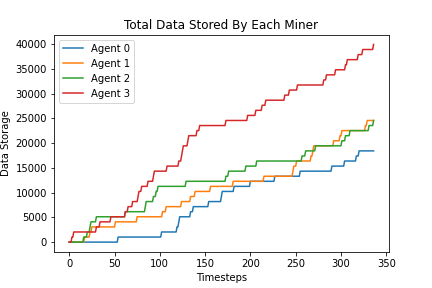 Total Data Stored By Each Miner
Agent 0
Agent 1
Agent 2
Agent 3
40000
35000
30000
25000
20000
15000
10000
5000
0
Data Storage
0 50 100 150 200 250 300 350
Timesteps